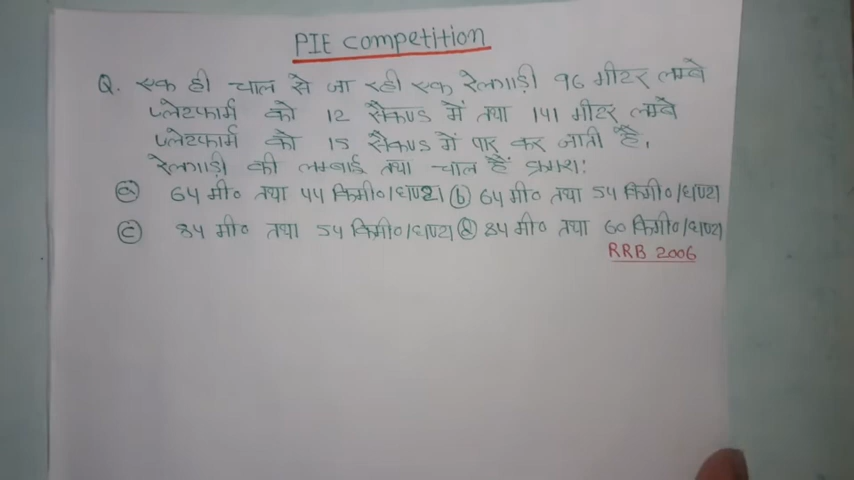 PIE Competition
Q. एक ही चाल से जा रही एक रेलगाड़ी 96 मीटर लम्बे
प्लेटफार्म को 12 सैकण्ड में तथा 141 मीटर लम्बे
प्लेटफार्म को 15 सैकण्ड में पार कर जाती है।
रेलगाड़ी की लम्बाई तथा चाल हैं क्रमश:
(a) 64 मी० तथा 44 किमी०/घण्टा (b) 64 मी० तथा 54 किमी०/घण्टा
(c) 84 मी० तथा 54 किमी०/घण्टा (d) 84 मी० तथा 60 किमी०/घण्टा
RRB 2006